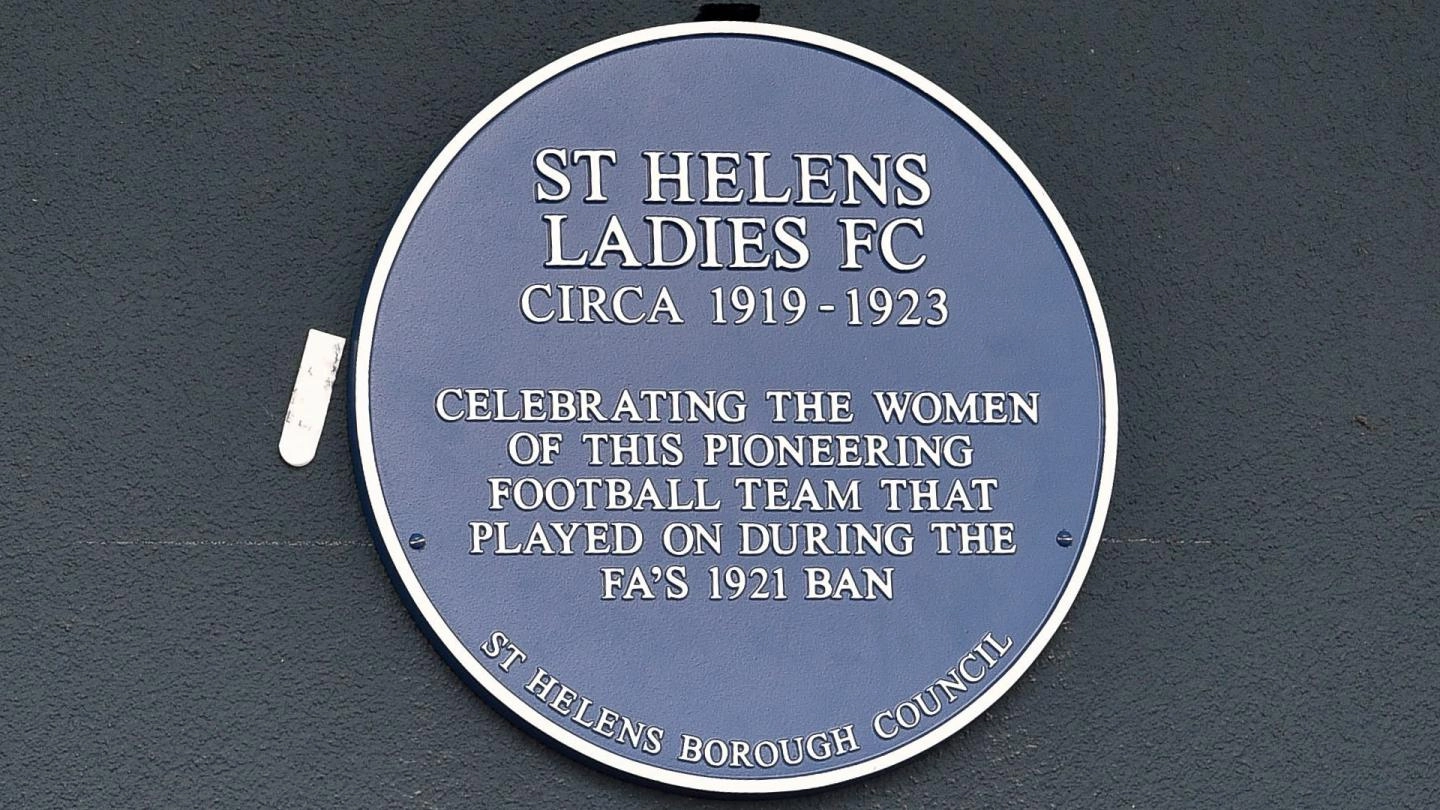 ST HELENS
LADIES FC
CIRCA 1919 - 1923
CELEBRATING THE WOMEN
OF THIS PIONEERING
FOOTBALL TEAM THAT
PLAYED ON DURING THE
FA'S 1921 BAN
ST HELENS BOROUGH COUNCIL